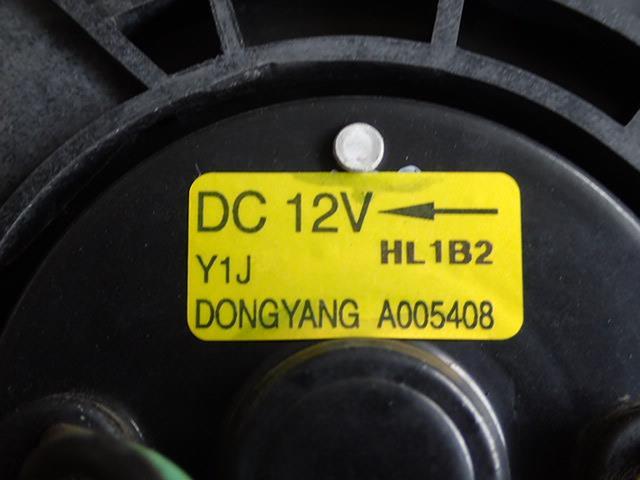 DC 12V
HL1B2
Y1J
DONGYANG A005408